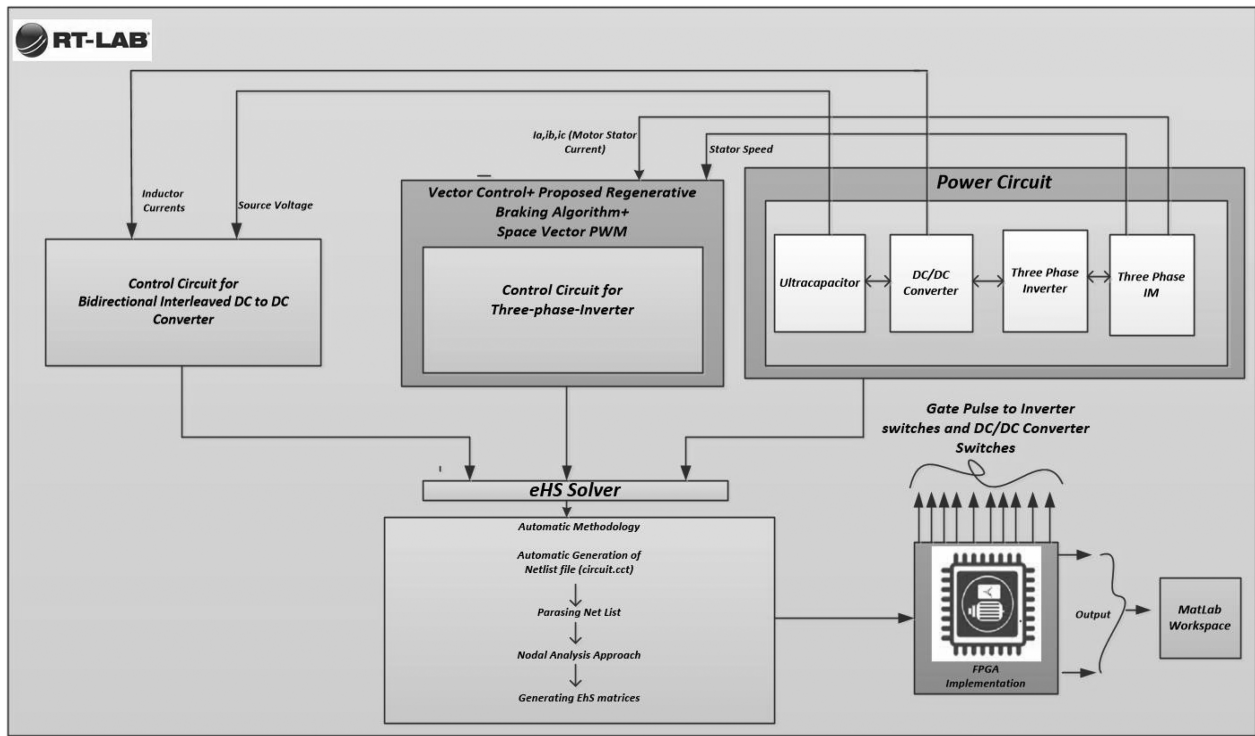 RT-LAB
Ia,ib,ic (Motor Stator
Current)
Stator Speed
Inductor
Currents
Source Voltage
Vector Control+ Proposed Regenerative
Braking Algorithm+
Space Vector PWM
Power Circuit
Control Circuit for
Bidirectional Interleaved DC to DC
Converter
Control Circuit for
Three-phase-Inverter
Ultracapacitor
DC/DC
Converter
Three Phase
Inverter
Three Phase
IM
Gate Pulse to Inverter
switches and DC/DC Converter
Switches
eHS Solver
Automatic Methodology
Automatic Generation of
Netlist file (circuit.cct)
Parasing Net List
Nodal Analysis Approach
Generating EhS matrices
FPGA
Implementation
Output
MatLab
Workspace